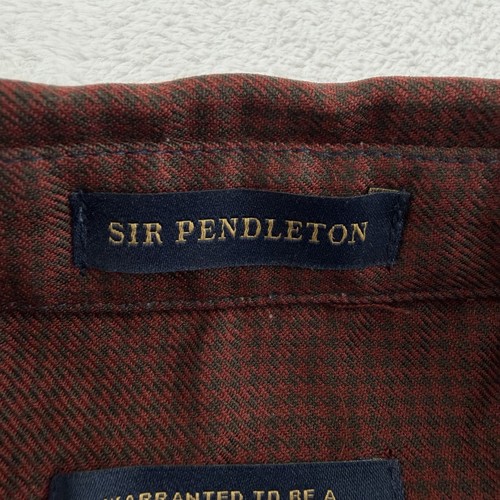 SIR PENDLETON
WARRANTED TO BE A